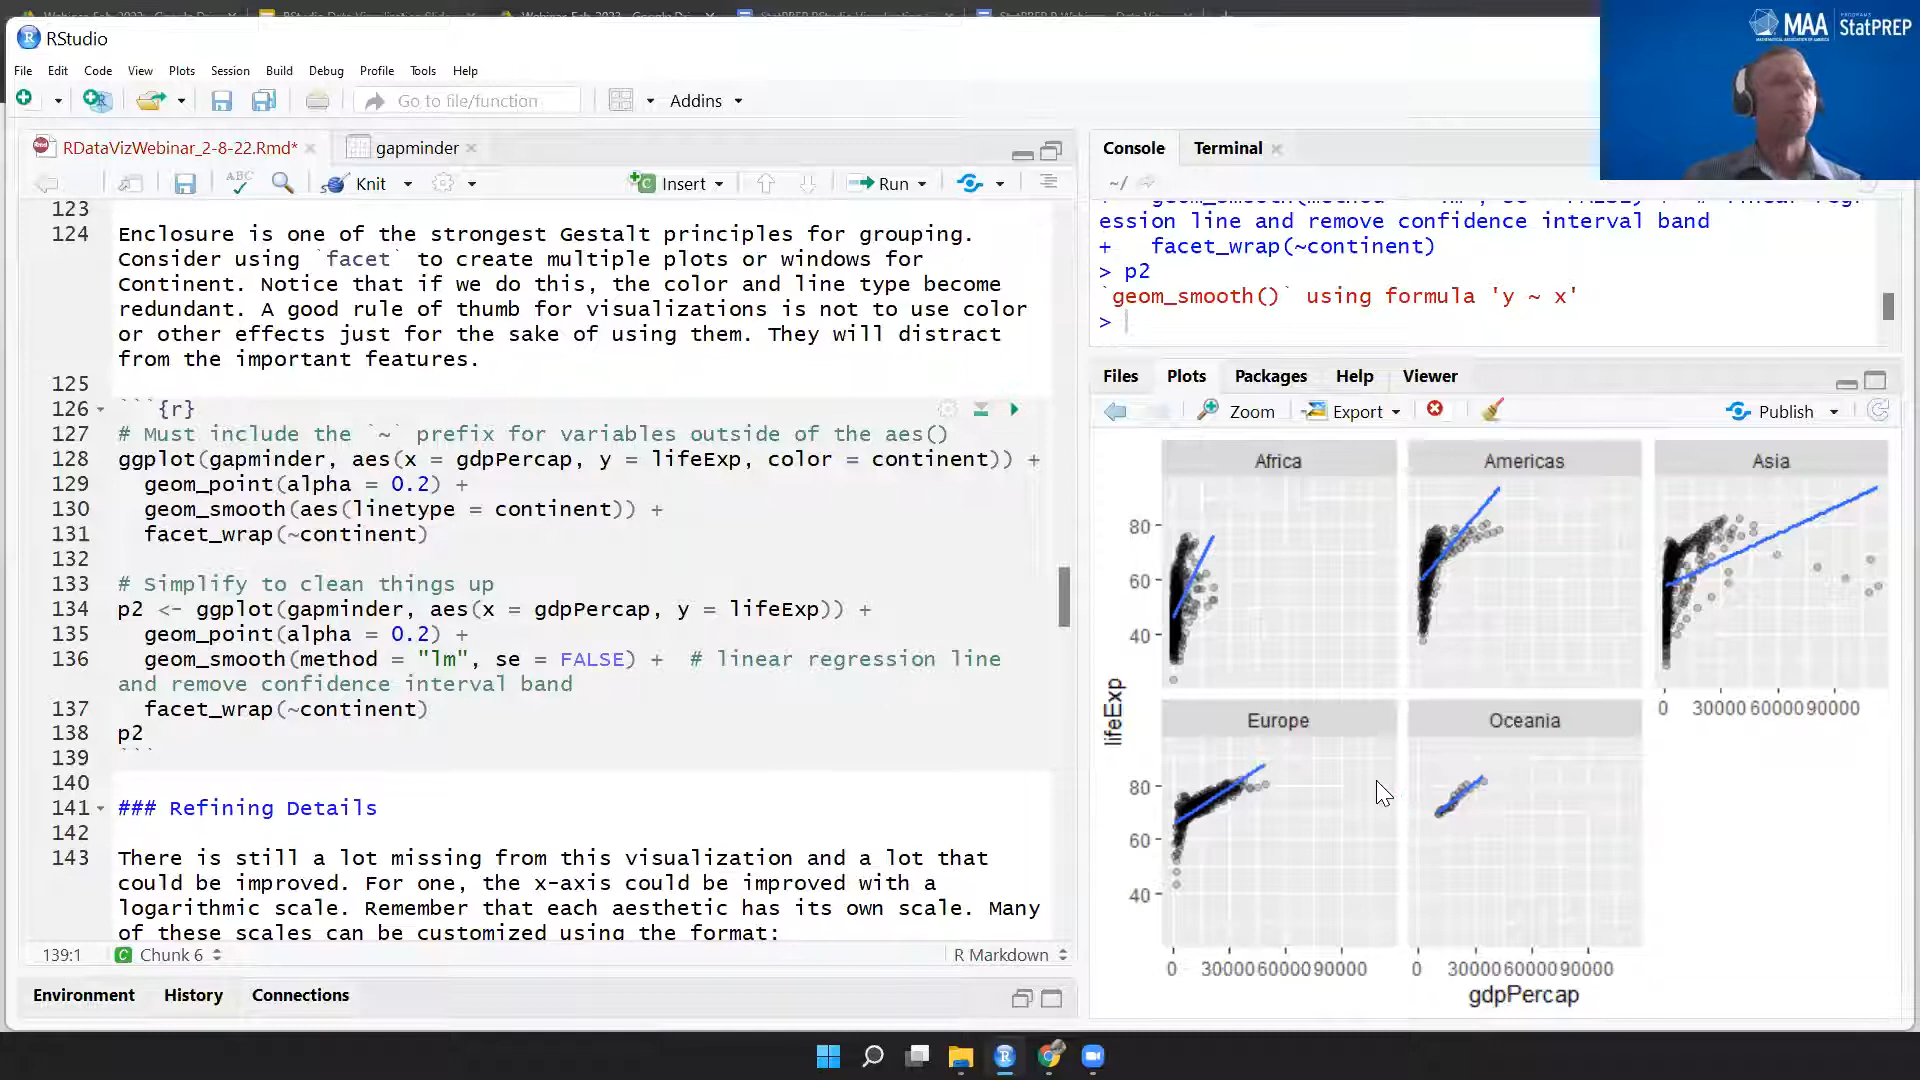 RStudio
MAA PROGRAMS StatPREP
MATHEMATICAL ASSOCIATION OF AMERICA
File Edit Code View Plots Session Build Debug Profile Tools Help
Go to file/function Addins
RDataVizWebinar_2-8-22.Rmd* gapminder
Knit Insert Run
123
124 Enclosure is one of the strongest Gestalt principles for grouping.
Consider using `facet` to create multiple plots or windows for
Continent. Notice that if we do this, the color and line type become
redundant. A good rule of thumb for visualizations is not to use color
or other effects just for the sake of using them. They will distract
from the important features.
125
126 ```{r}
127 # Must include the `~` prefix for variables outside of the aes()
128 ggplot(gapminder, aes(x = gdpPercap, y = lifeExp, color = continent)) +
129 geom_point(alpha = 0.2) +
130 geom_smooth(aes(linetype = continent)) +
131 facet_wrap(~continent)
132
133 # Simplify to clean things up
134 p2 <- ggplot(gapminder, aes(x = gdpPercap, y = lifeExp)) +
135 geom_point(alpha = 0.2) +
136 geom_smooth(method = "lm", se = FALSE) + # linear regression line
and remove confidence interval band
137 facet_wrap(~continent)
138 p2
139 ```
140
141 ### Refining Details
142
143 There is still a lot missing from this visualization and a lot that
could be improved. For one, the x-axis could be improved with a
logarithmic scale. Remember that each aesthetic has its own scale. Many
of these scales can be customized using the format:
139:1 Chunk 6 R Markdown
Environment History Connections
Console Terminal
~/
ession line and remove confidence interval band
+ facet_wrap(~continent)
> p2
`geom_smooth()` using formula 'y ~ x'
>
Files Plots Packages Help Viewer
Zoom Export Publish
Africa Americas Asia
80
60
40
0 30000 60000 90000
lifeExp
Europe Oceania
80
60
40
0 30000 60000 90000 0 30000 60000 90000
gdpPercap